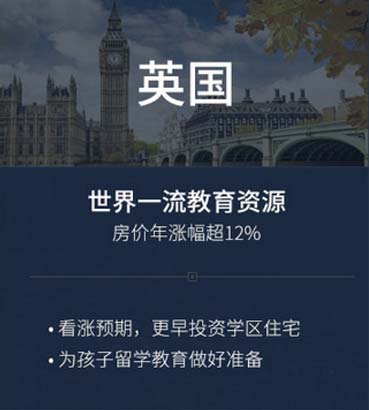 英国
世界一流教育资源
房价年涨幅超12%
• 看涨预期，更早投资学区住宅
• 为孩子留学教育做好准备